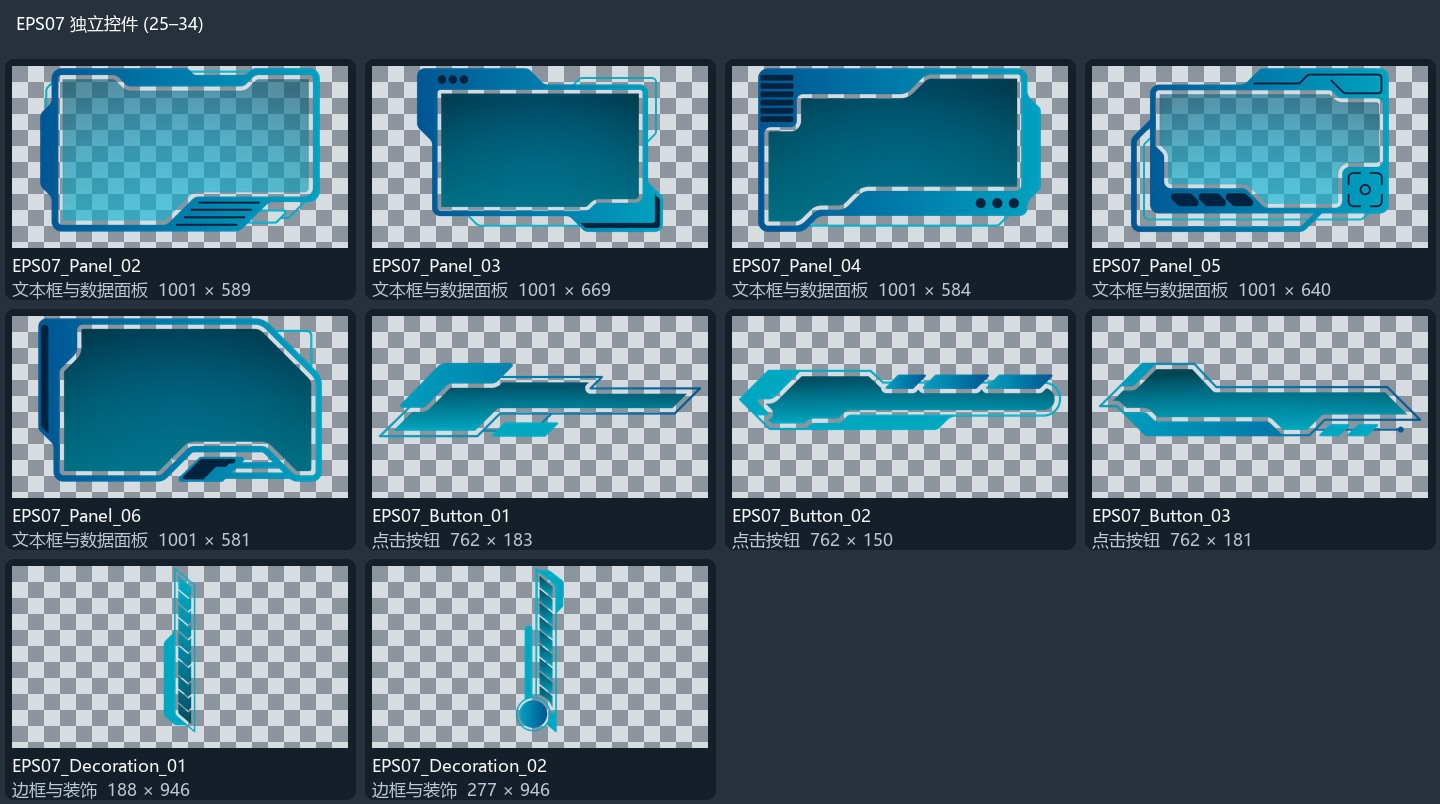 EPS07 独立控件 (25–34)
EPS07_Panel_02
文本框与数据面板 1001 × 589
EPS07_Panel_03
文本框与数据面板 1001 × 669
EPS07_Panel_04
文本框与数据面板 1001 × 584
EPS07_Panel_05
文本框与数据面板 1001 × 640
EPS07_Panel_06
文本框与数据面板 1001 × 581
EPS07_Button_01
点击按钮 762 × 183
EPS07_Button_02
点击按钮 762 × 150
EPS07_Button_03
点击按钮 762 × 181
EPS07_Decoration_01
边框与装饰 188 × 946
EPS07_Decoration_02
边框与装饰 277 × 946